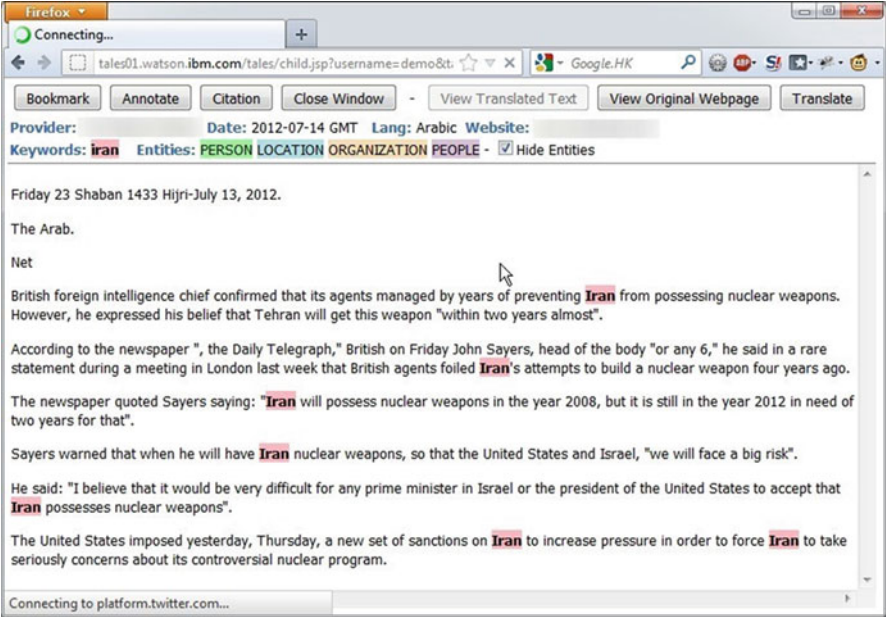 Firefox
Connecting...
tales01.watson.ibm.com/tales/child.jsp?username=demo&t
Google.HK
Bookmark Annotate Citation Close Window - View Translated Text View Original Webpage Translate
Provider: Date: 2012-07-14 GMT Lang: Arabic Website:
Keywords: iran Entities: PERSON LOCATION ORGANIZATION PEOPLE - Hide Entities
Friday 23 Shaban 1433 Hijri-July 13, 2012.
The Arab.
Net
British foreign intelligence chief confirmed that its agents managed by years of preventing Iran from possessing nuclear weapons.
However, he expressed his belief that Tehran will get this weapon "within two years almost".
According to the newspaper ", the Daily Telegraph," British on Friday John Sayers, head of the body "or any 6," he said in a rare
statement during a meeting in London last week that British agents foiled Iran's attempts to build a nuclear weapon four years ago.
The newspaper quoted Sayers saying: "Iran will possess nuclear weapons in the year 2008, but it is still in the year 2012 in need of
two years for that".
Sayers warned that when he will have Iran nuclear weapons, so that the United States and Israel, "we will face a big risk".
He said: "I believe that it would be very difficult for any prime minister in Israel or the president of the United States to accept that
Iran possesses nuclear weapons".
The United States imposed yesterday, Thursday, a new set of sanctions on Iran to increase pressure in order to force Iran to take
seriously concerns about its controversial nuclear program.
Connecting to platform.twitter.com...